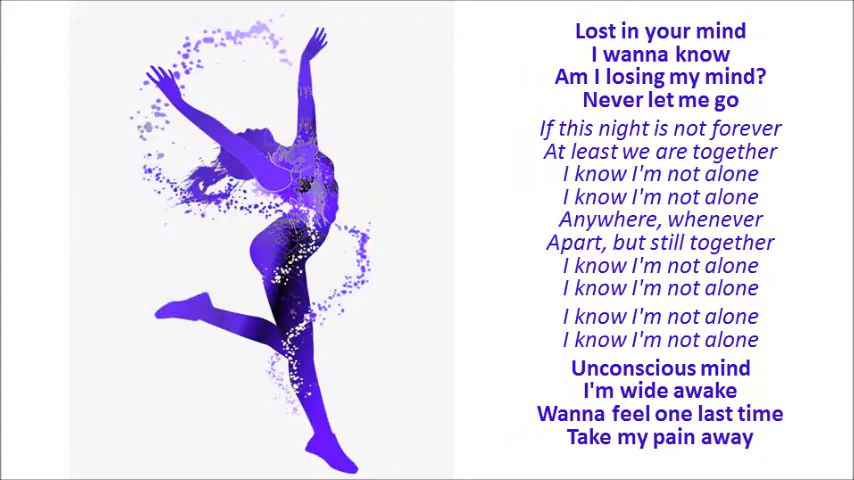 Lost in your mind
I wanna know
Am I losing my mind?
Never let me go
If this night is not forever
At least we are together
I know I'm not alone
I know I'm not alone
Anywhere, whenever
Apart, but still together
I know I'm not alone
I know I'm not alone
I know I'm not alone
I know I'm not alone
Unconscious mind
I'm wide awake
Wanna feel one last time
Take my pain away